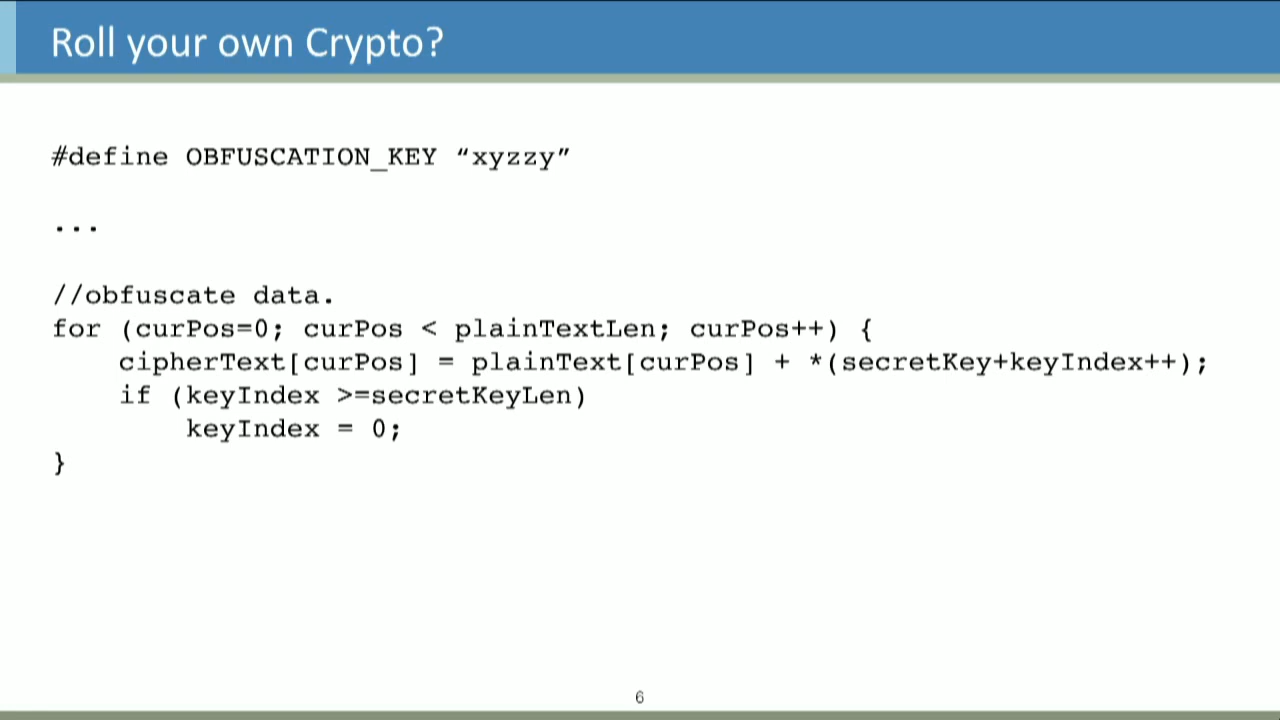 Roll your own Crypto?
#define OBFUSCATION_KEY “xyzzy”
...
//obfuscate data.
for (curPos=0; curPos < plainTextLen; curPos++) {
cipherText[curPos] = plainText[curPos] + *(secretKey+keyIndex++);
if (keyIndex >=secretKeyLen)
keyIndex = 0;
}
6